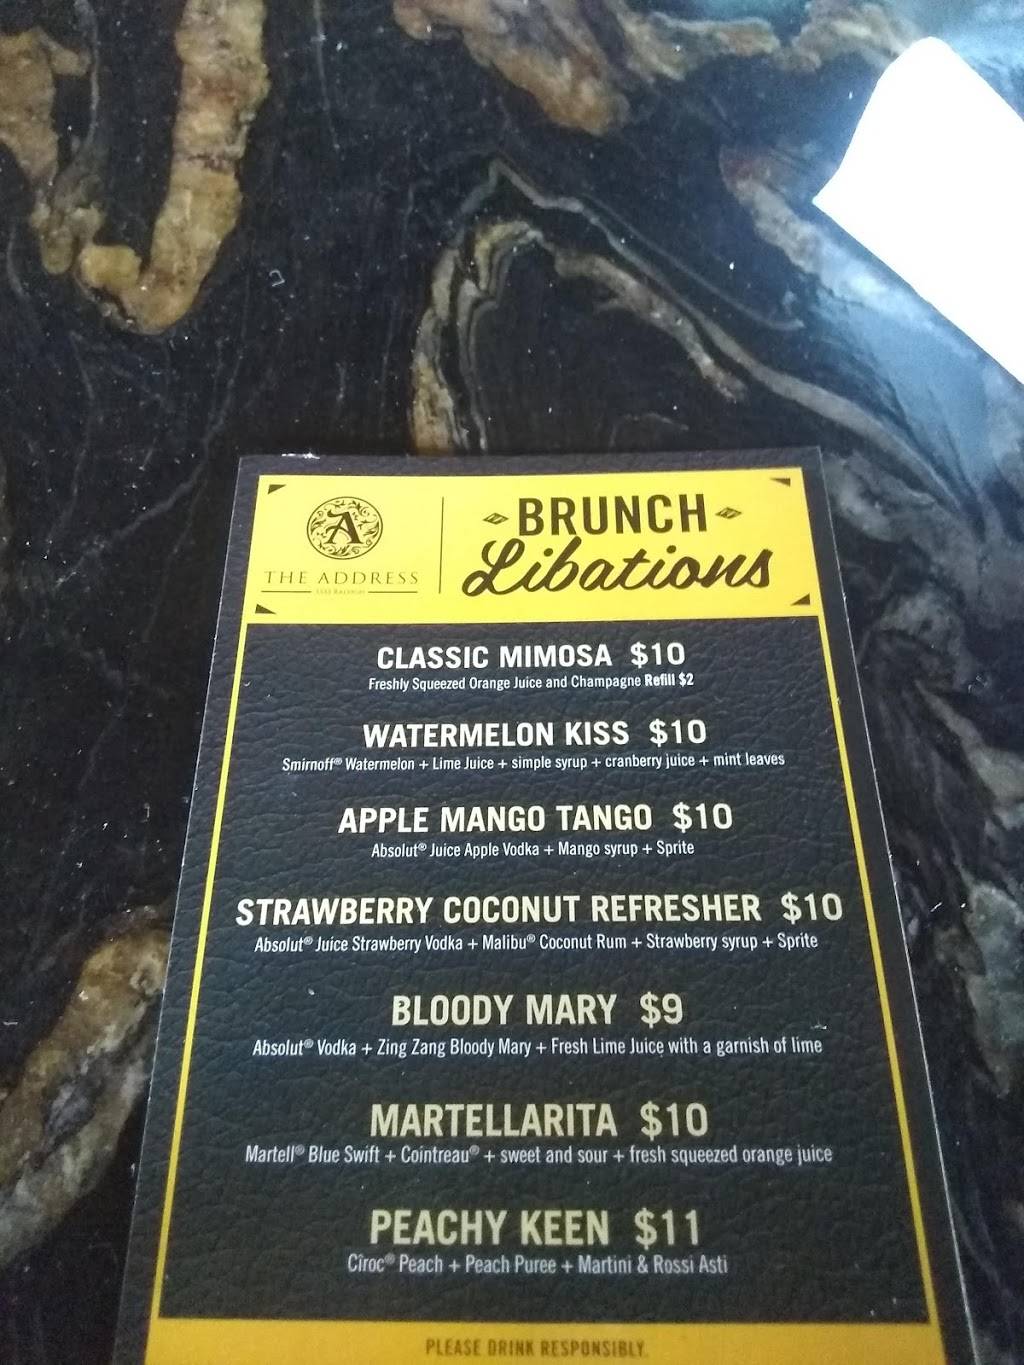 A
THE ADDRESS
1533 RALEIGH
BRUNCH
Libations
CLASSIC MIMOSA $10
Freshly Squeezed Orange Juice and Champagne Refill $2
WATERMELON KISS $10
Smirnoff® Watermelon + Lime Juice + simple syrup + cranberry juice + mint leaves
APPLE MANGO TANGO $10
Absolut® Juice Apple Vodka + Mango syrup + Sprite
STRAWBERRY COCONUT REFRESHER $10
Absolut® Juice Strawberry Vodka + Malibu® Coconut Rum + Strawberry syrup + Sprite
BLOODY MARY $9
Absolut® Vodka + Zing Zang Bloody Mary + Fresh Lime Juice with a garnish of lime
MARTELLARITA $10
Martell® Blue Swift + Cointreau® + sweet and sour + fresh squeezed orange juice
PEACHY KEEN $11
Cîroc® Peach + Peach Puree + Martini & Rossi Asti
PLEASE DRINK RESPONSIBLY.